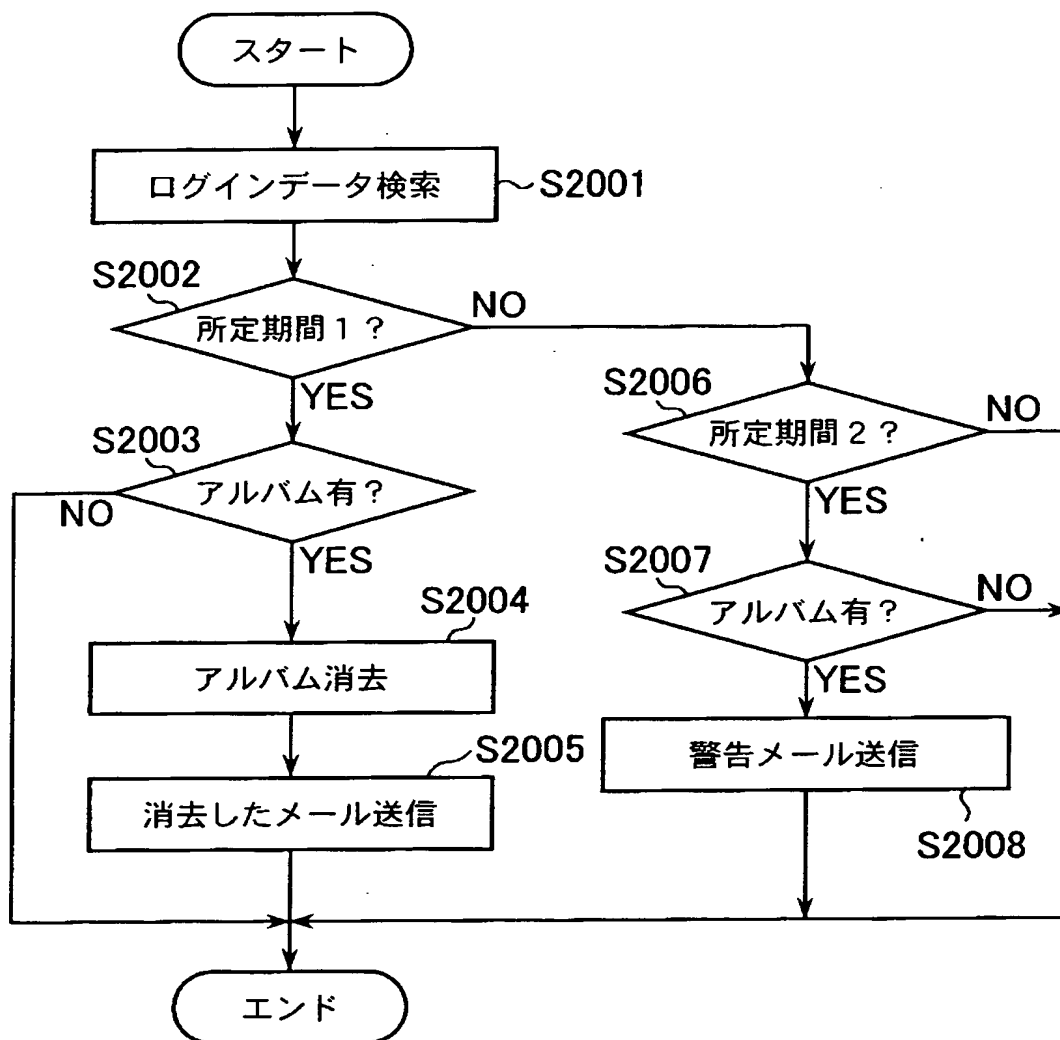 スタート
ログインデータ検索
S2001
S2002
所定期間１？
NO
YES
S2003
アルバム有？
NO
YES
S2004
アルバム消去
S2005
消去したメール送信
S2006
所定期間２？
NO
YES
S2007
アルバム有？
NO
YES
警告メール送信
S2008
エンド